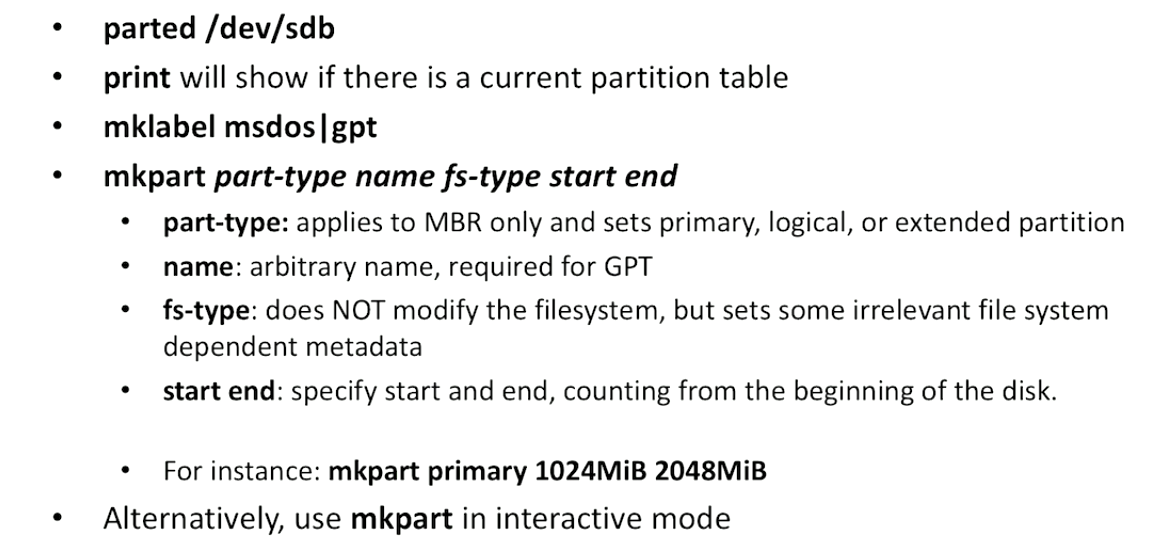 • parted /dev/sdb
• print will show if there is a current partition table
• mklabel msdos|gpt
• mkpart part-type name fs-type start end
• part-type: applies to MBR only and sets primary, logical, or extended partition
• name: arbitrary name, required for GPT
• fs-type: does NOT modify the filesystem, but sets some irrelevant file system
dependent metadata
• start end: specify start and end, counting from the beginning of the disk.
• For instance: mkpart primary 1024MiB 2048MiB
• Alternatively, use mkpart in interactive mode